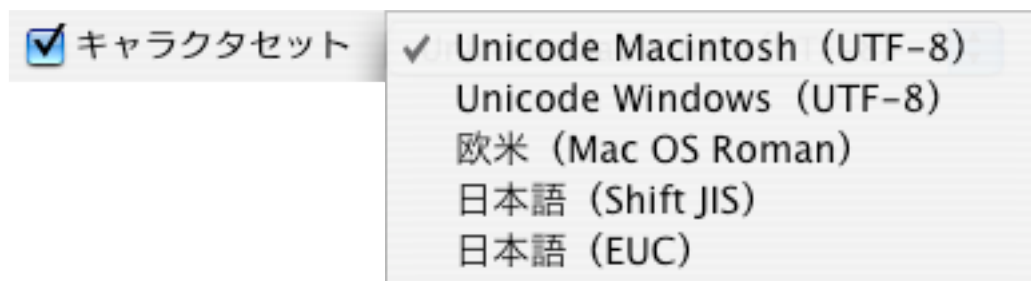 キャラクタセット
Unicode Macintosh（UTF-8）
Unicode Windows（UTF-8）
欧米（Mac OS Roman）
日本語（Shift JIS）
日本語（EUC）